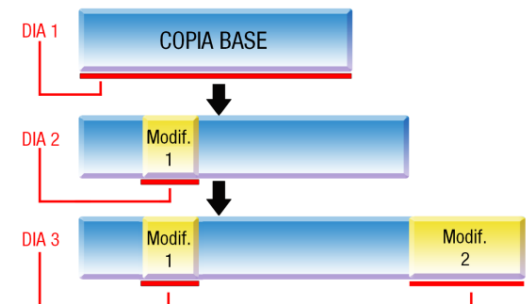 DIA 1
COPIA BASE
DIA 2
Modif.
1
DIA 3
Modif.
1
Modif.
2